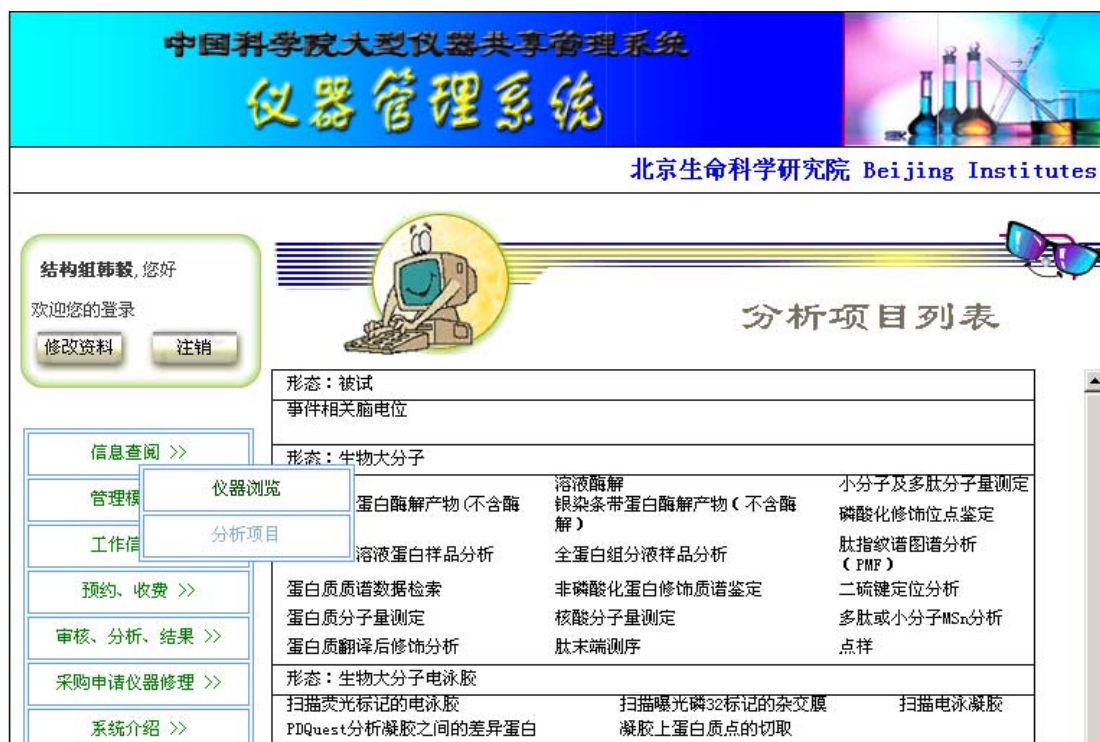 中国科学院大型仪器共享管理系统
仪器管理系统
北京生命科学研究院 Beijing Institutes
结构组韩毅, 您好
欢迎您的登录
修改资料 注销
分析项目列表
信息查阅 >>
管理模
工作信
预约、收费 >>
审核、分析、结果 >>
采购申请仪器修理 >>
系统介绍 >>
仪器浏览
分析项目
形态：被试
事件相关脑电位
形态：生物大分子
溶液酶解 小分子及多肽分子量测定
蛋白酶解产物(不含酶 银染条带蛋白酶解产物(不含酶
解) 磷酸化修饰位点鉴定
溶液蛋白样品分析 全蛋白组分液样品分析 肽指纹谱图谱分析
(PMF)
蛋白质质谱数据检索 非磷酸化蛋白修饰质谱鉴定 二硫键定位分析
蛋白质分子量测定 核酸分子量测定 多肽或小分子MSn分析
蛋白质翻译后修饰分析 肽末端测序 点样
形态：生物大分子电泳胶
扫描荧光标记的电泳胶 扫描曝光磷32标记的杂交膜 扫描电泳凝胶
PDQuest分析凝胶之间的差异蛋白 凝胶上蛋白质点的切取